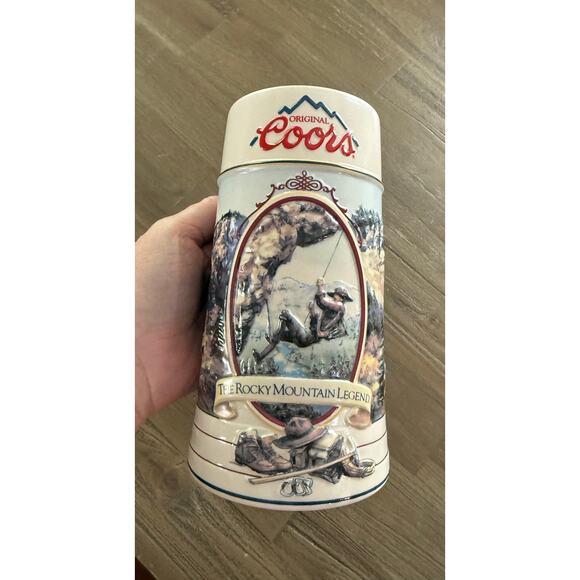 ORIGINAL
Coors
THE ROCKY MOUNTAIN LEGEND